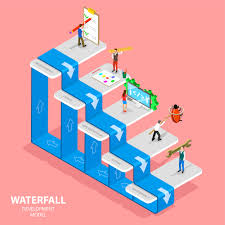 </>
WATERFALL
DEVELOPMENT
MODEL